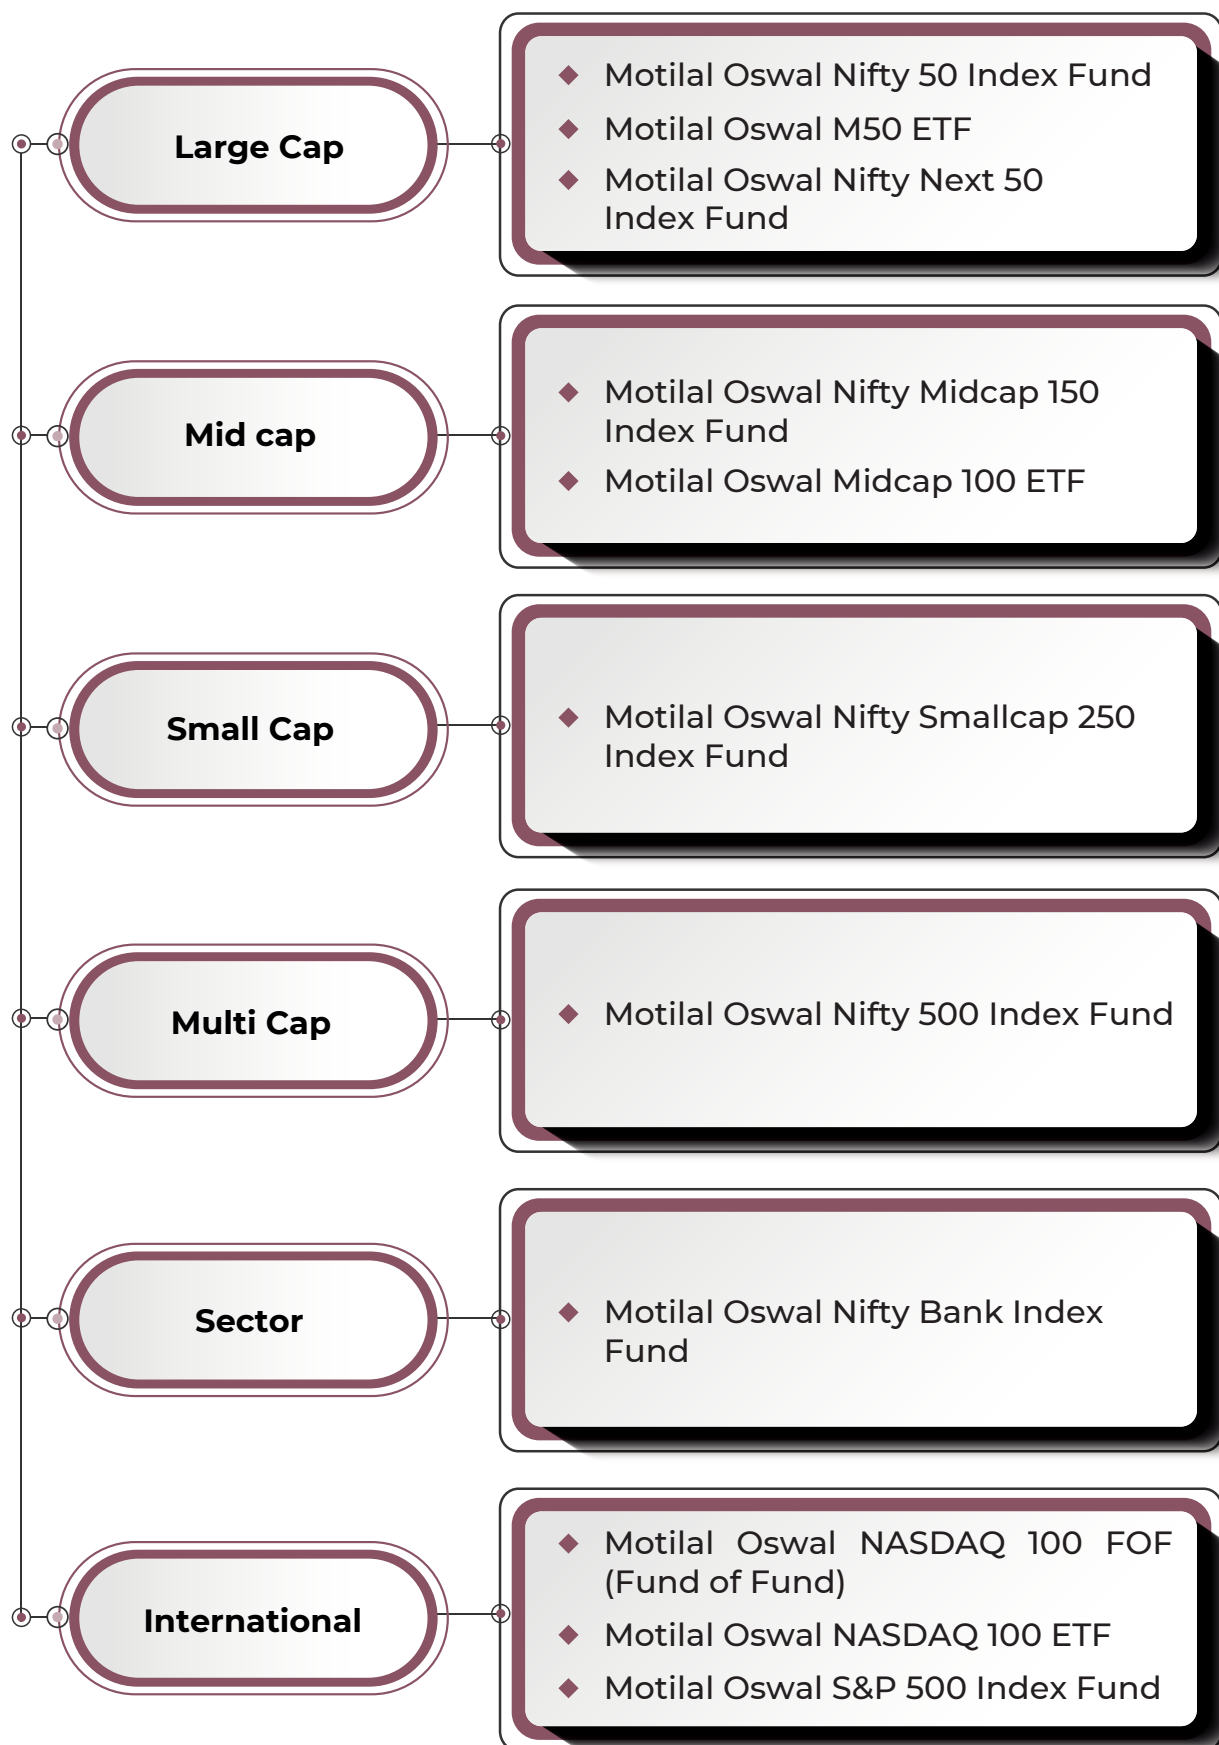 Large Cap
Motilal Oswal Nifty 50 Index Fund
Motilal Oswal M50 ETF
Motilal Oswal Nifty Next 50
Index Fund
Mid cap
Motilal Oswal Nifty Midcap 150
Index Fund
Motilal Oswal Midcap 100 ETF
Small Cap
Motilal Oswal Nifty Smallcap 250
Index Fund
Multi Cap
Motilal Oswal Nifty 500 Index Fund
Sector
Motilal Oswal Nifty Bank Index
Fund
International
Motilal Oswal NASDAQ 100 FOF
(Fund of Fund)
Motilal Oswal NASDAQ 100 ETF
Motilal Oswal S&P 500 Index Fund